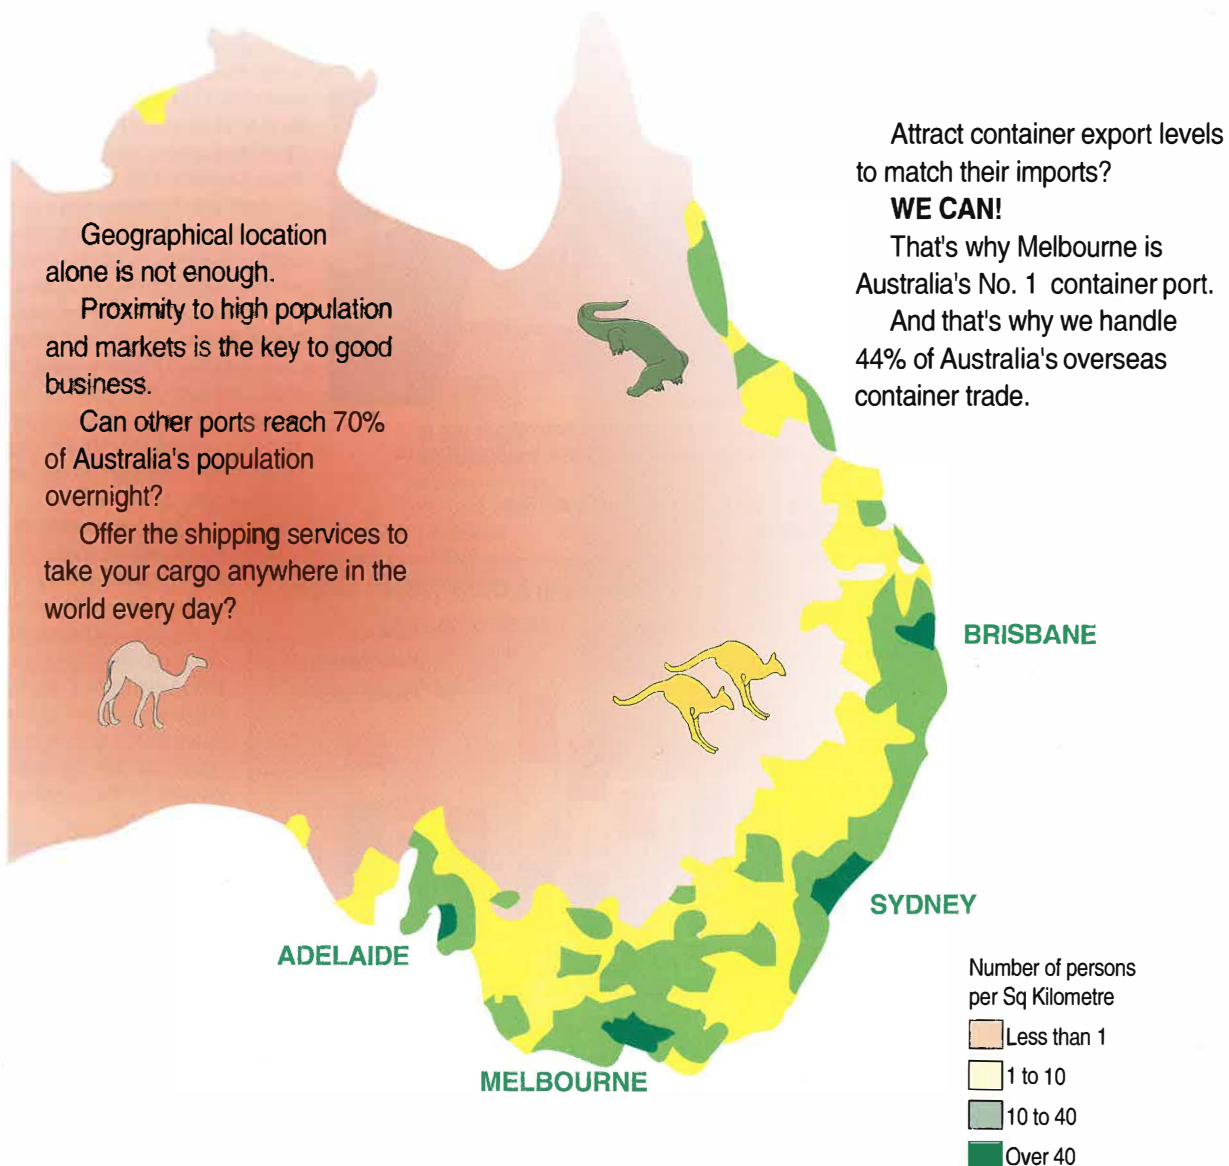 Geographical location
alone is not enough.
Proximity to high population
and markets is the key to good
business.
Can other ports reach 70%
of Australia's population
overnight?
Offer the shipping services to
take your cargo anywhere in the
world every day?
Attract container export levels
to match their imports?
WE CAN!
That's why Melbourne is
Australia's No. 1 container port.
And that's why we handle
44% of Australia's overseas
container trade.
BRISBANE
SYDNEY
ADELAIDE
MELBOURNE
Number of persons
per Sq Kilometre
Less than 1
1 to 10
10 to 40
Over 40